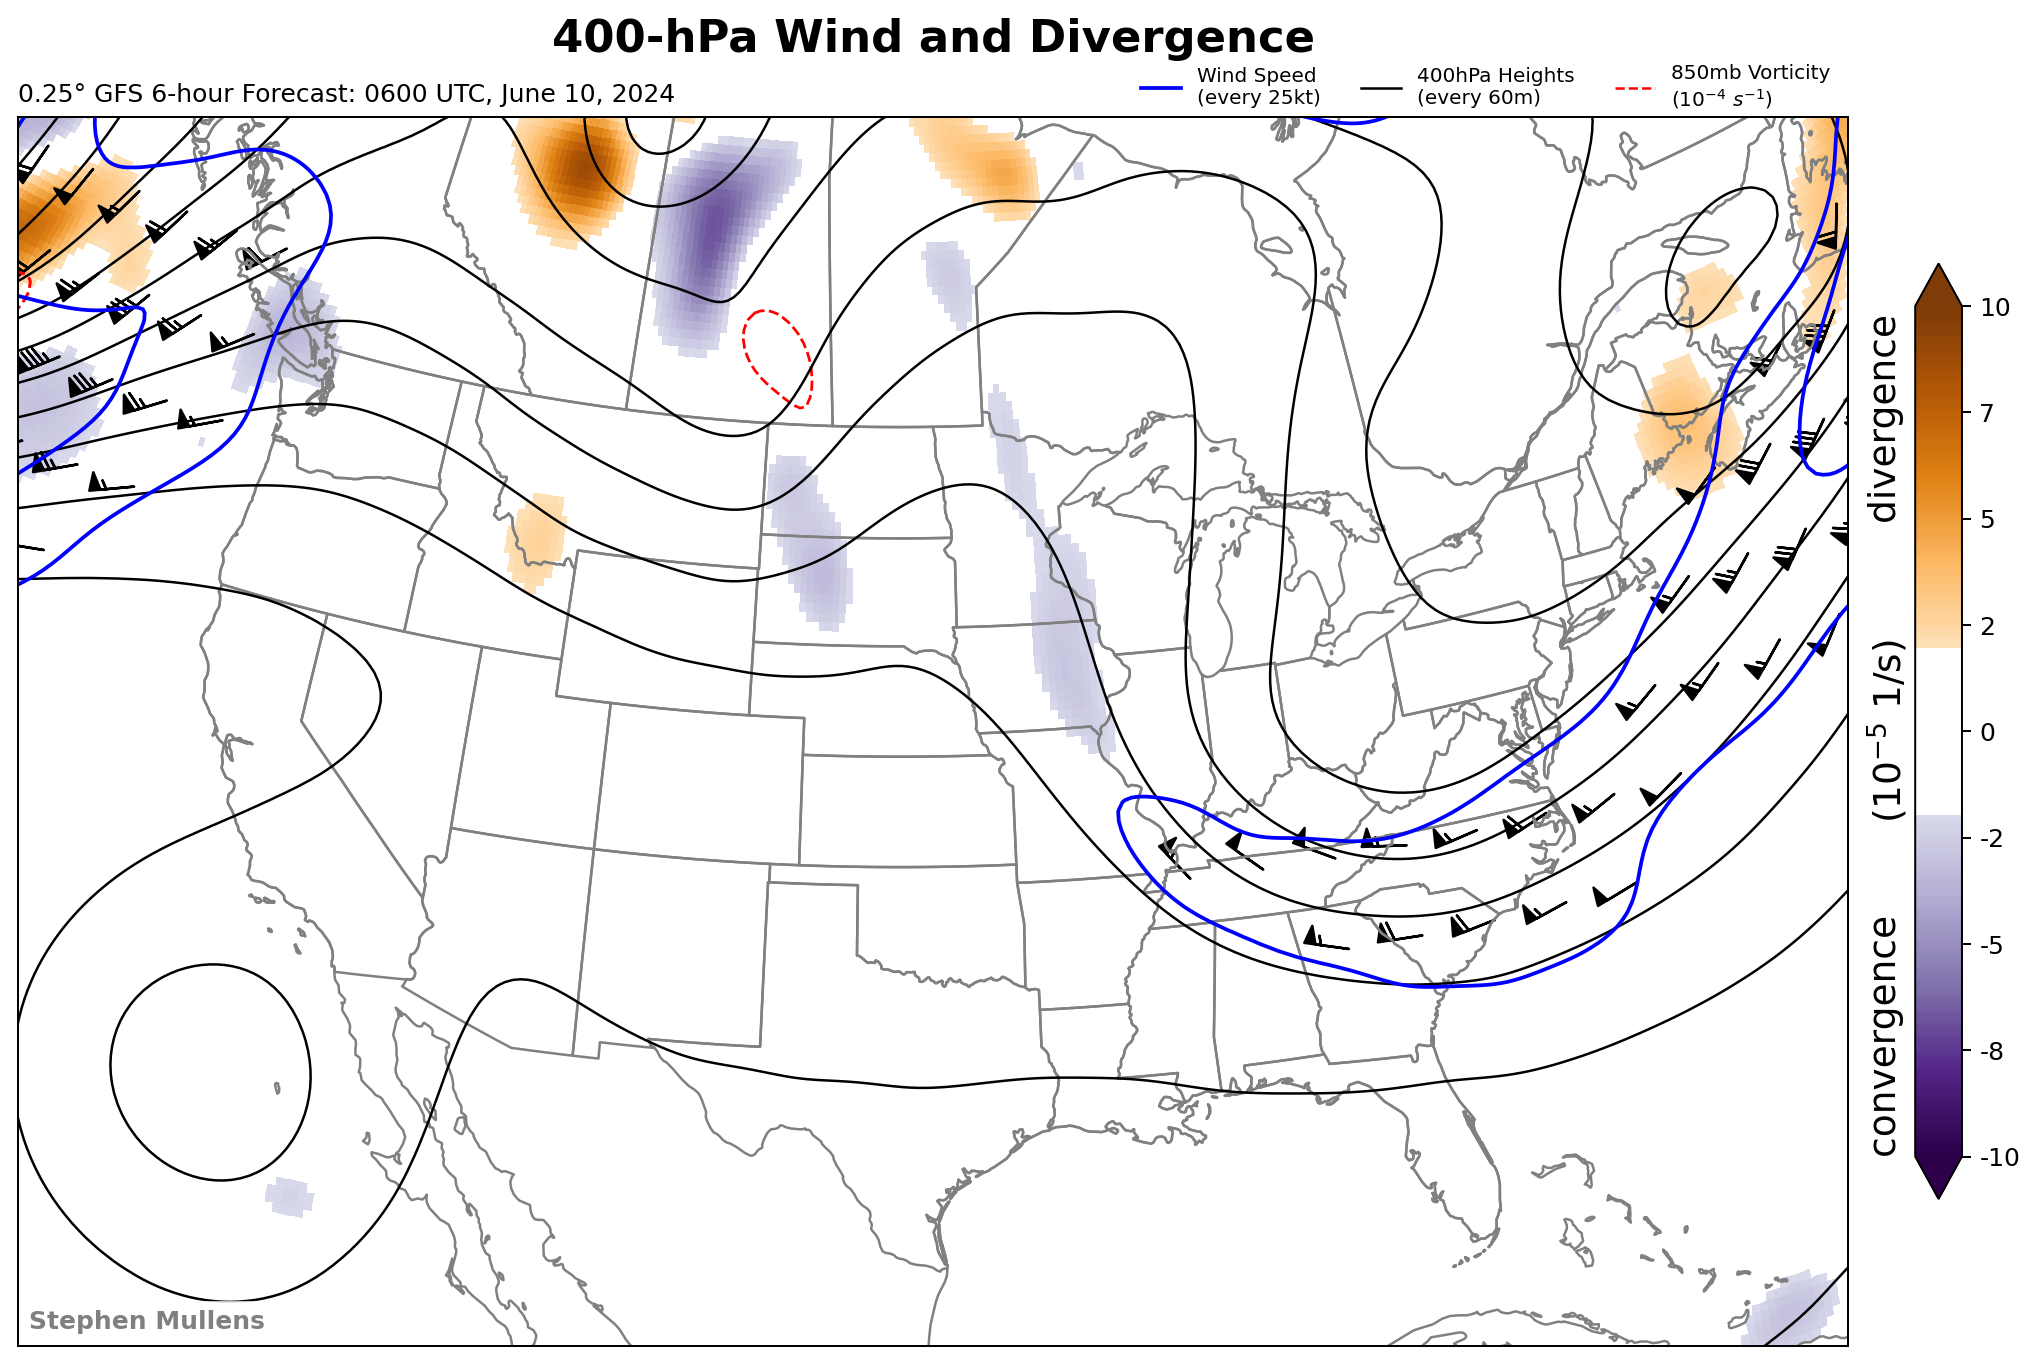 400-hPa Wind and Divergence
0.25° GFS 6-hour Forecast: 0600 UTC, June 10, 2024
Wind Speed
(every 25kt)
400hPa Heights
(every 60m)
850mb Vorticity
(10⁻⁴ s⁻¹)
10
7
5
2
0
-2
-5
-8
-10
convergence (10⁻⁵ 1/s) divergence
Stephen Mullens